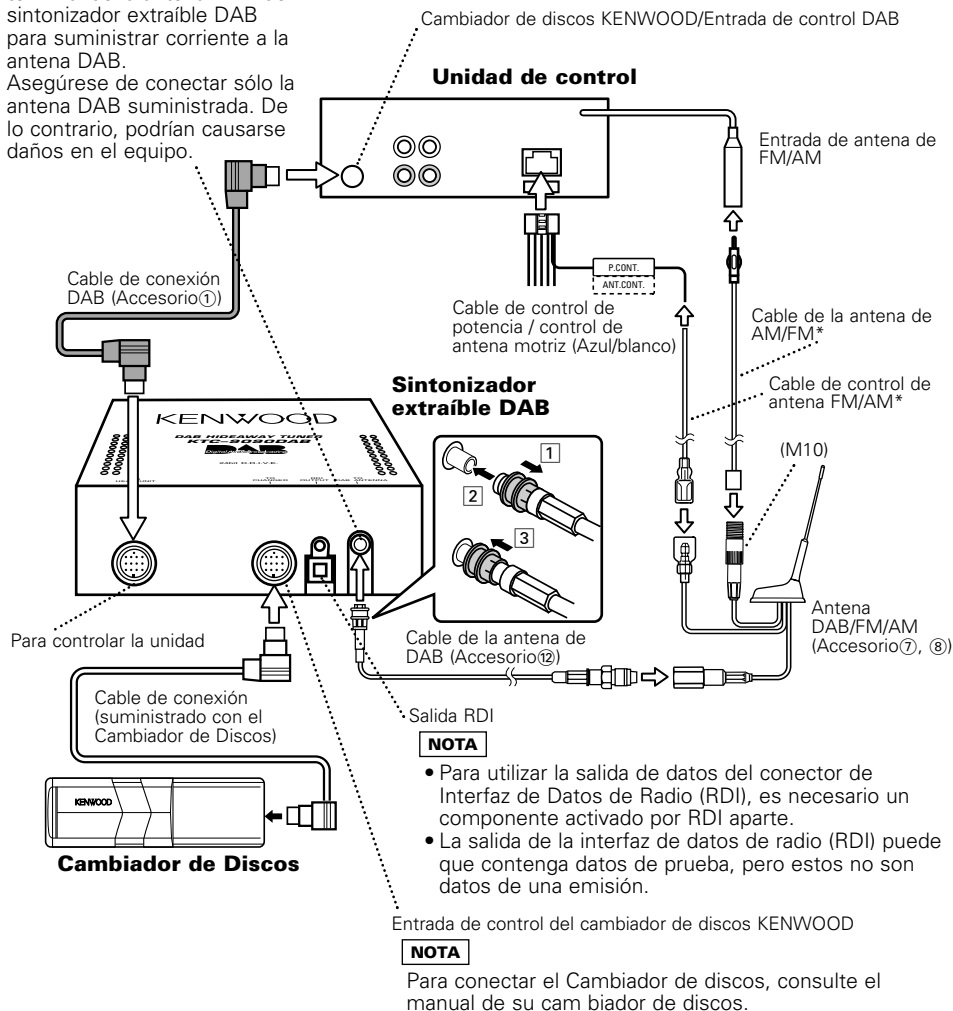 sintonizador extraíble DAB
para suministrar corriente a la
antena DAB.
Asegúrese de conectar sólo la
antena DAB suministrada. De
lo contrario, podrían causarse
daños en el equipo.
Cambiador de discos KENWOOD/Entrada de control DAB
Unidad de control
Entrada de antena de
FM/AM
P.CONT.
ANT.CONT.
Cable de conexión
DAB (Accesorio①)
Cable de control de
potencia / control de
antena motriz (Azul/blanco)
Cable de la antena de
AM/FM*
Cable de control de
antena FM/AM*
(M10)
Sintonizador
extraíble DAB
KENWOOD
DAB HIDEAWAY TUNER
KTC-9090DAB
DAB
1
2
3
Para controlar la unidad
Cable de la antena de
DAB (Accesorio⑫)
Antena
DAB/FM/AM
(Accesorio⑦, ⑧)
Cable de conexión
(suministrado con el
Cambiador de Discos)
KENWOOD
Cambiador de Discos
Salida RDI
NOTA
• Para utilizar la salida de datos del conector de
Interfaz de Datos de Radio (RDI), es necesario un
componente activado por RDI aparte.
• La salida de la interfaz de datos de radio (RDI) puede
que contenga datos de prueba, pero estos no son
datos de una emisión.
Entrada de control del cambiador de discos KENWOOD
NOTA
Para conectar el Cambiador de discos, consulte el
manual de su cam biador de discos.